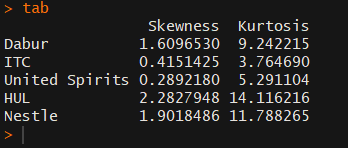 > tab
Skewness Kurtosis
Dabur 1.6096530 9.242215
ITC 0.4151425 3.764690
United Spirits 0.2892180 5.291104
HUL 2.2827948 14.116216
Nestle 1.9018486 11.788265
>